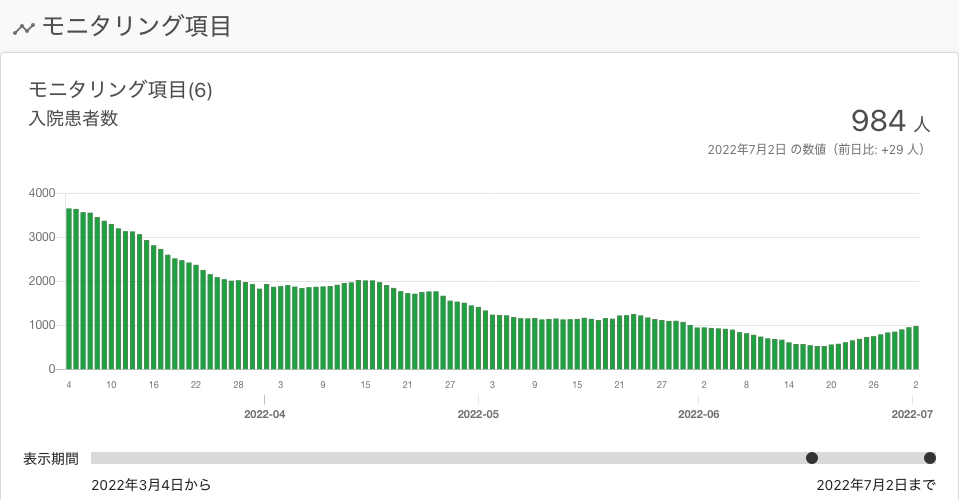 モニタリング項目
モニタリング項目(6)
入院患者数
984 人
2022年7月2日 の数値（前日比: +29 人）
4000
3000
2000
1000
0
4 10 16 22 28 3 9 15 21 27 3 9 15 21 27 2 8 14 20 26 2
2022-04 2022-05 2022-06 2022-07
表示期間
2022年3月4日から 2022年7月2日まで